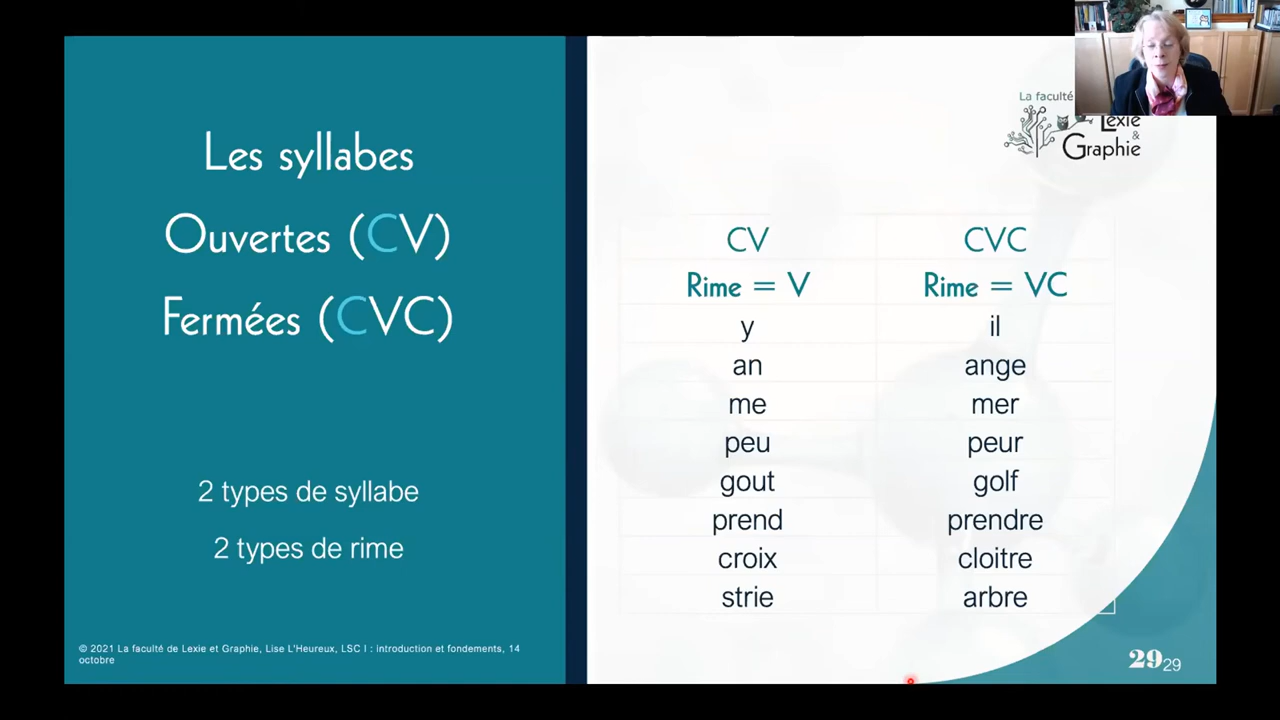 Les syllabes
Ouvertes (CV)
Fermées (CVC)
2 types de syllabe
2 types de rime
© 2021 La faculté de Lexie et Graphie, Lise L'Heureux, LSC I : introduction et fondements, 14
octobre
La faculté
Lexie
&
Graphie
CV CVC
Rime = V Rime = VC
y il
an ange
me mer
peu peur
gout golf
prend prendre
croix cloitre
strie arbre
29 29